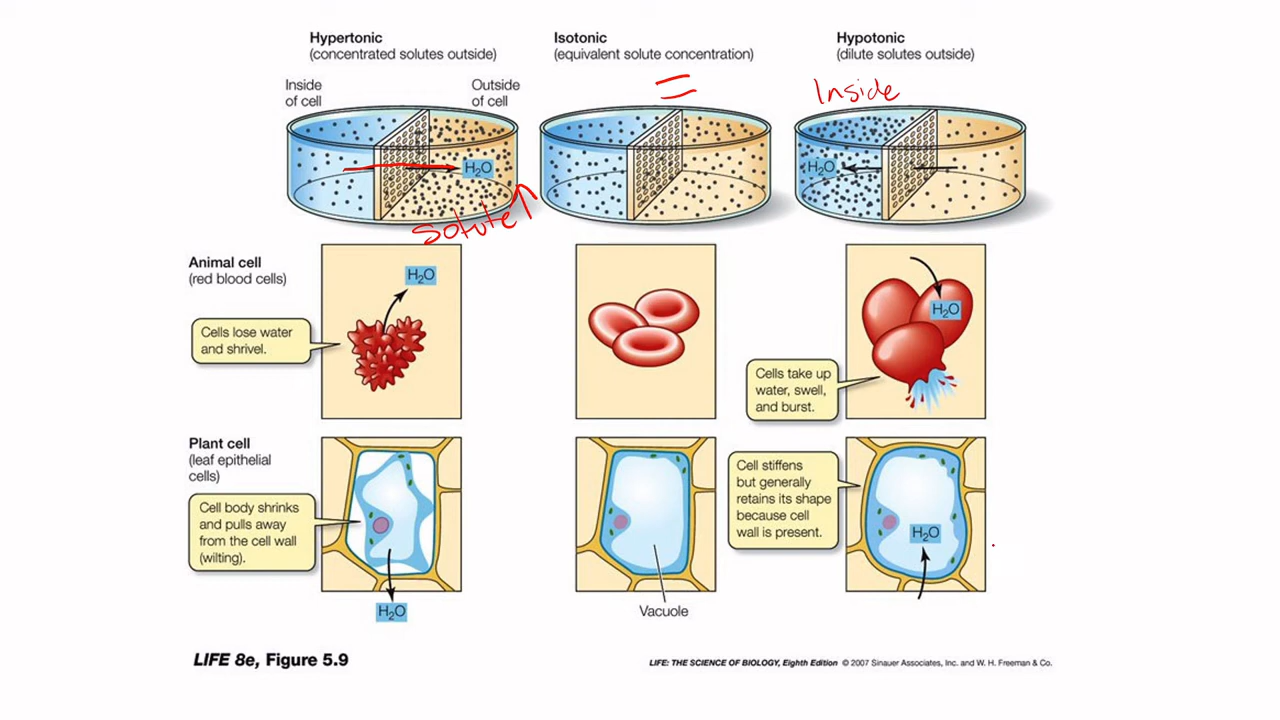 Hypertonic
(concentrated solutes outside)
Isotonic
(equivalent solute concentration)
Hypotonic
(dilute solutes outside)
Inside
of cell
Outside
of cell
=
Inside
H₂O
H₂O
Solute↑
Animal cell
(red blood cells)
H₂O
Cells lose water
and shrivel.
H₂O
Cells take up
water, swell,
and burst.
Plant cell
(leaf epithelial
cells)
Cell body shrinks
and pulls away
from the cell wall
(wilting).
H₂O
Vacuole
Cell stiffens
but generally
retains its shape
because cell
wall is present.
H₂O
LIFE 8e, Figure 5.9
LIFE: THE SCIENCE OF BIOLOGY, Eighth Edition © 2007 Sinauer Associates, Inc. and W. H. Freeman & Co.